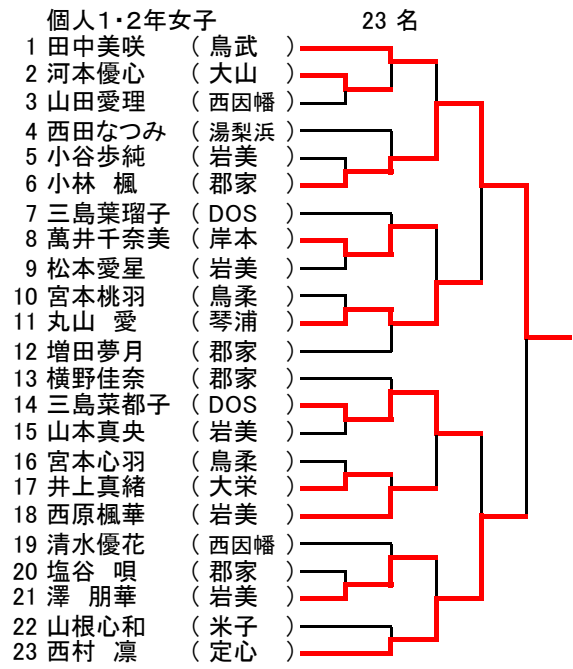 個人1・2年女子 23 名
1 田中美咲 ( 鳥武 )
2 河本優心 ( 大山 )
3 山田愛理 ( 西因幡 )
4 西田なつみ ( 湯梨浜 )
5 小谷歩純 ( 岩美 )
6 小林 楓 ( 郡家 )
7 三島葉瑠子 ( DOS )
8 萬井千奈美 ( 岸本 )
9 松本愛星 ( 岩美 )
10 宮本桃羽 ( 鳥柔 )
11 丸山 愛 ( 琴浦 )
12 増田夢月 ( 郡家 )
13 横野佳奈 ( 郡家 )
14 三島菜都子 ( DOS )
15 山本真央 ( 岩美 )
16 宮本心羽 ( 鳥柔 )
17 井上真緒 ( 大栄 )
18 西原楓華 ( 岩美 )
19 清水優花 ( 西因幡 )
20 塩谷 唄 ( 郡家 )
21 澤 朋華 ( 岩美 )
22 山根心和 ( 米子 )
23 西村 凛 ( 定心 )